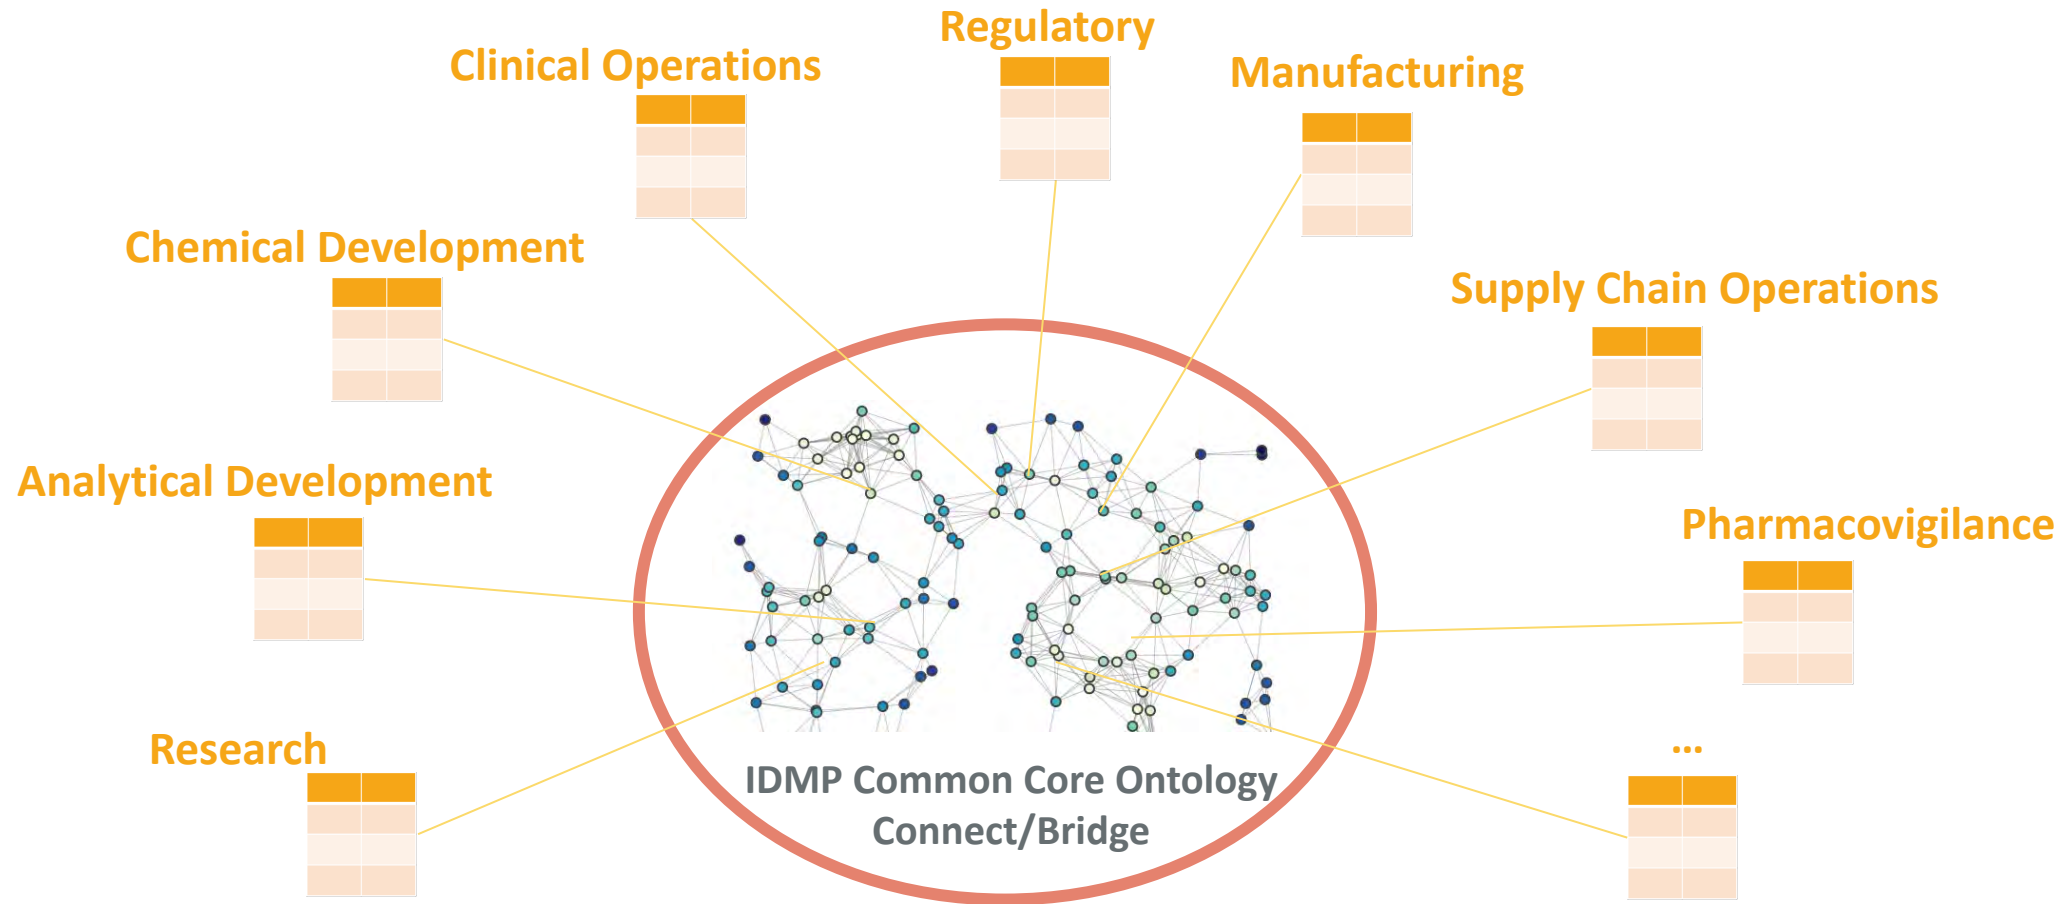 Regulatory
Clinical Operations
Manufacturing
Chemical Development
Supply Chain Operations
Analytical Development
Pharmacovigilance
Research
...
IDMP Common Core Ontology
Connect/Bridge